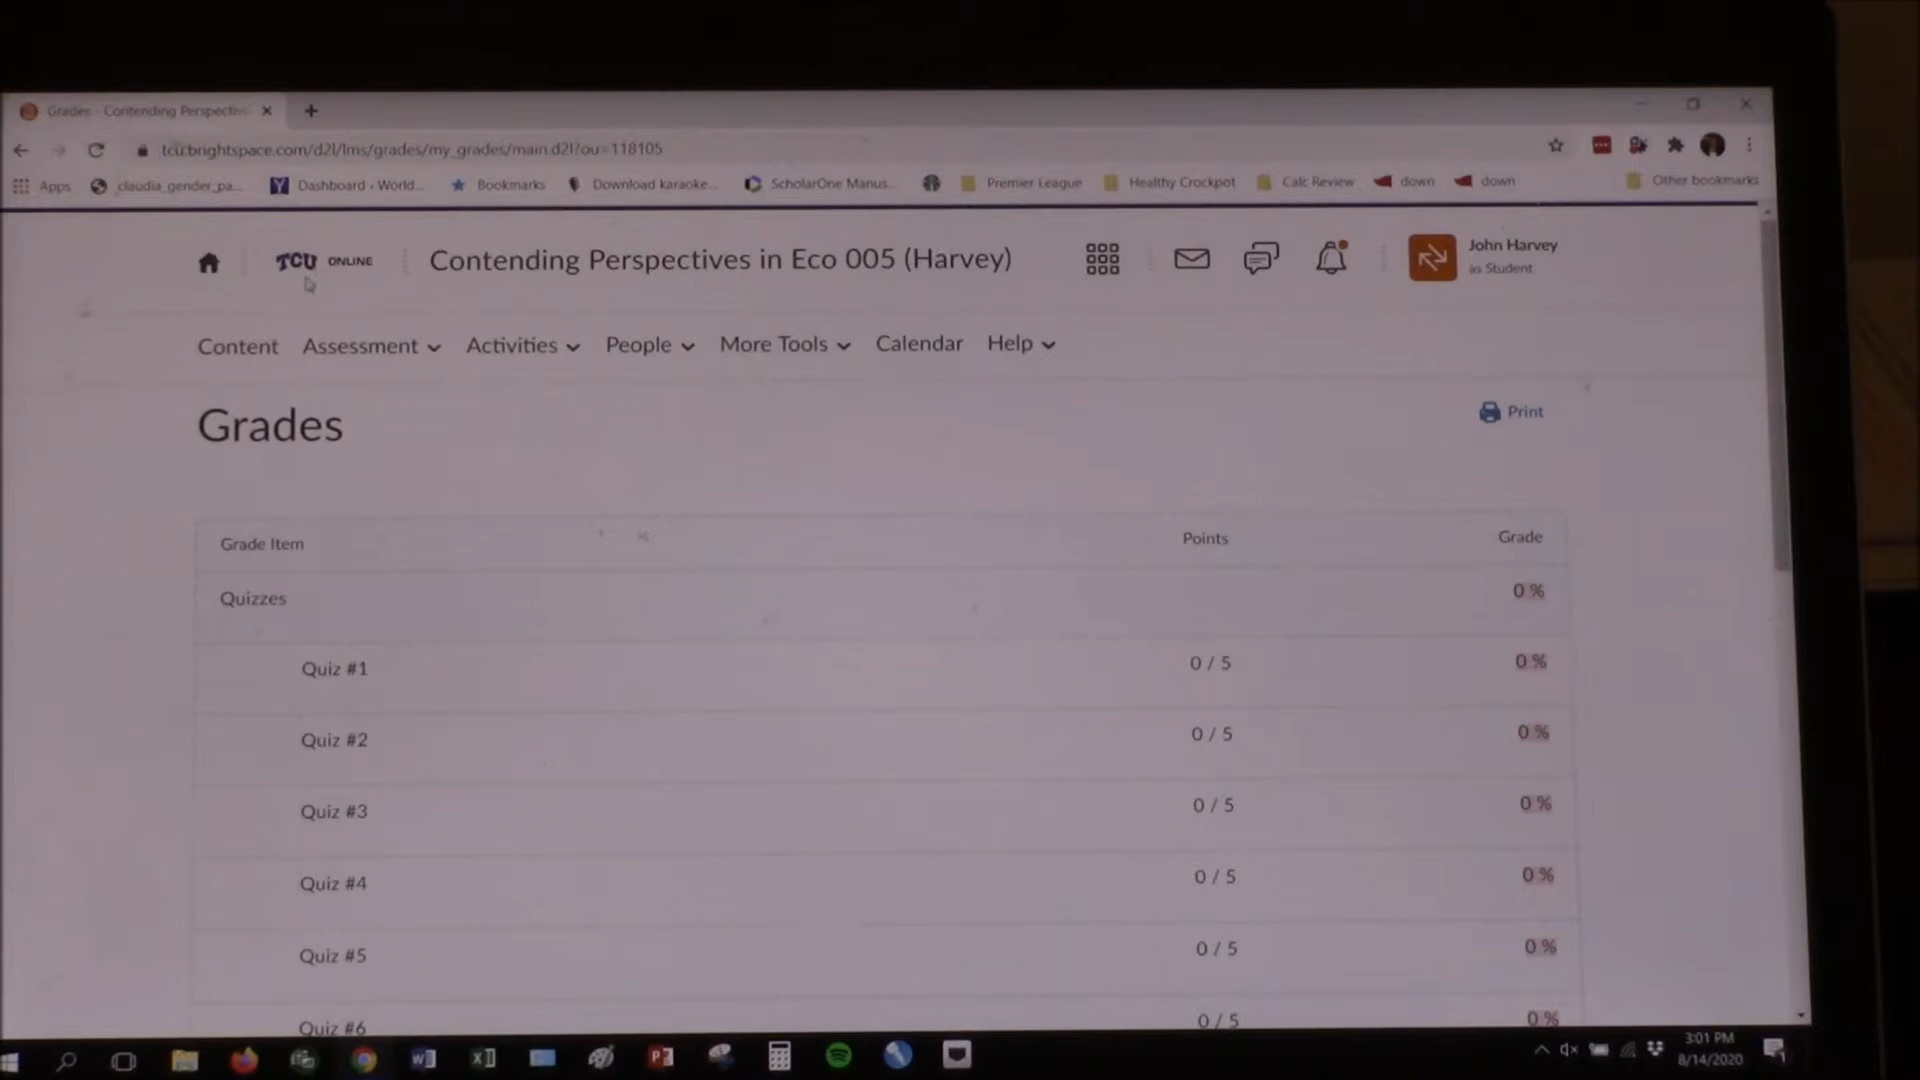 Grades - Contending Perspectiv
tcu.brightspace.com/d2l/lms/grades/my_grades/main.d2l?ou=118105
Apps claudia_gender_pa... Dashboard ‹ World... Bookmarks Download karaoke... ScholarOne Manus... Premier League Healthy Crockpot Calc Review down down Other bookmarks
TCU ONLINE Contending Perspectives in Eco 005 (Harvey) John Harvey
as Student
Content Assessment Activities People More Tools Calendar Help
Grades Print
Grade Item Points Grade
Quizzes 0 %
Quiz #1 0 / 5 0 %
Quiz #2 0 / 5 0 %
Quiz #3 0 / 5 0 %
Quiz #4 0 / 5 0 %
Quiz #5 0 / 5 0 %
Quiz #6 0 / 5 0 %
3:01 PM
8/14/2020